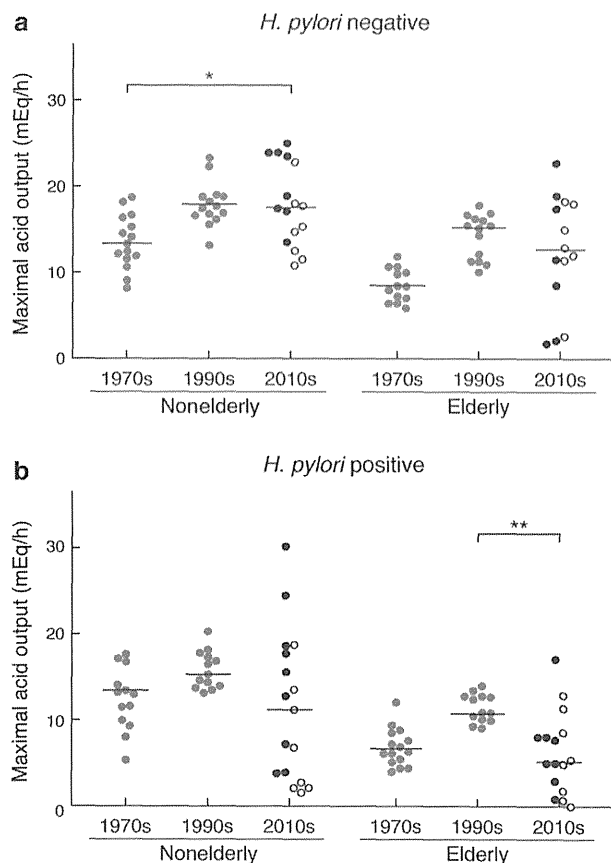 a
H. pylori negative
Maximal acid output (mEq/h)
30
20
10
0
*
1970s 1990s 2010s 1970s 1990s 2010s
Nonelderly Elderly
b
H. pylori positive
Maximal acid output (mEq/h)
30
20
10
0
**
1970s 1990s 2010s 1970s 1990s 2010s
Nonelderly Elderly